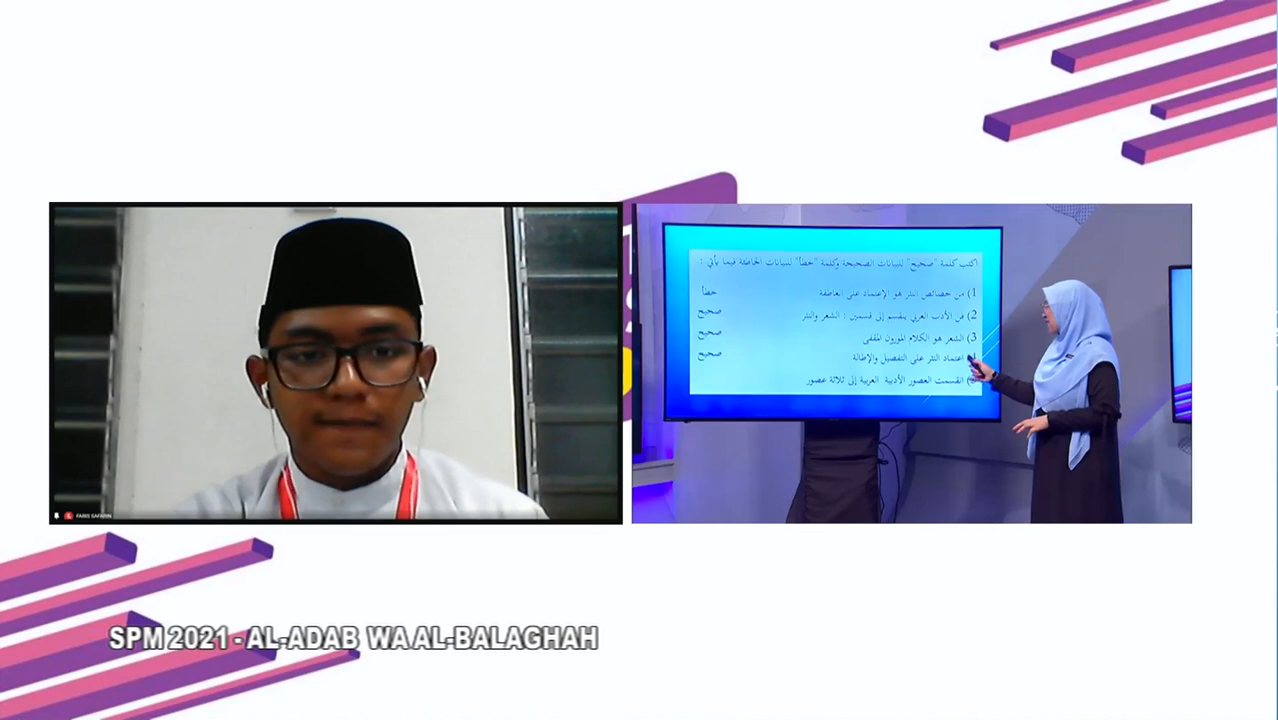 اكتب كلمة "صحيح" للبيانات الصحيحة وكلمة "خطأ" للبيانات الخاطئة فيما يأتي :
1) من خصائص النثر هو الإعتماد على العاطفة خطأ
2) فن الأدب العربي ينقسم إلى قسمين : الشعر والنثر صحيح
3) الشعر هو الكلام الموزون المقفى صحيح
اعتماد النثر على التفصيل والإطالة صحيح
انقسمت العصور الأدبية العربية إلى ثلاثة عصور
FARIS SAFANIN
SPM 2021 - AL-ADAB WA AL-BALAGHAH